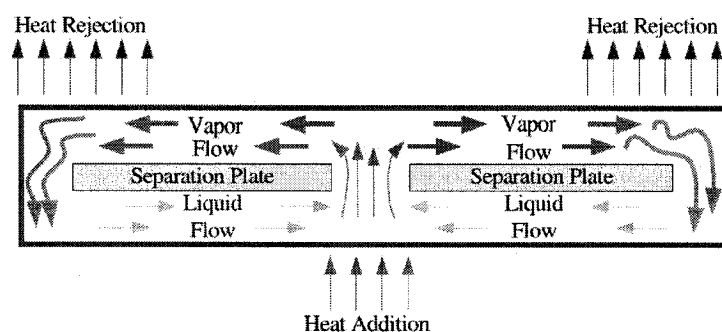 Heat Rejection
Heat Rejection
Vapor
Flow
Vapor
Flow
Separation Plate
Separation Plate
Liquid
Flow
Liquid
Flow
Heat Addition